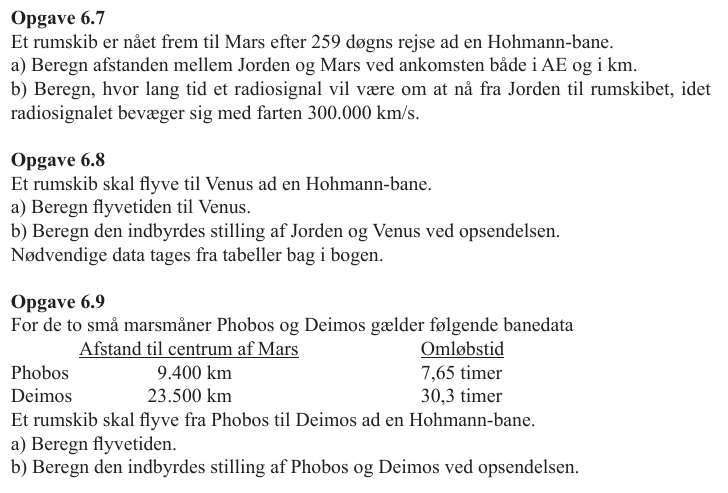 Opgave 6.7
Et rumskib er nået frem til Mars efter 259 døgns rejse ad en Hohmann-bane.
a) Beregn afstanden mellem Jorden og Mars ved ankomsten både i AE og i km.
b) Beregn, hvor lang tid et radiosignal vil være om at nå fra Jorden til rumskibet, idet
radiosignalet bevæger sig med farten 300.000 km/s.
Opgave 6.8
Et rumskib skal flyve til Venus ad en Hohmann-bane.
a) Beregn flyvetiden til Venus.
b) Beregn den indbyrdes stilling af Jorden og Venus ved opsendelsen.
Nødvendige data tages fra tabeller bag i bogen.
Opgave 6.9
For de to små marsmåner Phobos og Deimos gælder følgende banedata
Afstand til centrum af Mars Omløbstid
Phobos 9.400 km 7,65 timer
Deimos 23.500 km 30,3 timer
Et rumskib skal flyve fra Phobos til Deimos ad en Hohmann-bane.
a) Beregn flyvetiden.
b) Beregn den indbyrdes stilling af Phobos og Deimos ved opsendelsen.